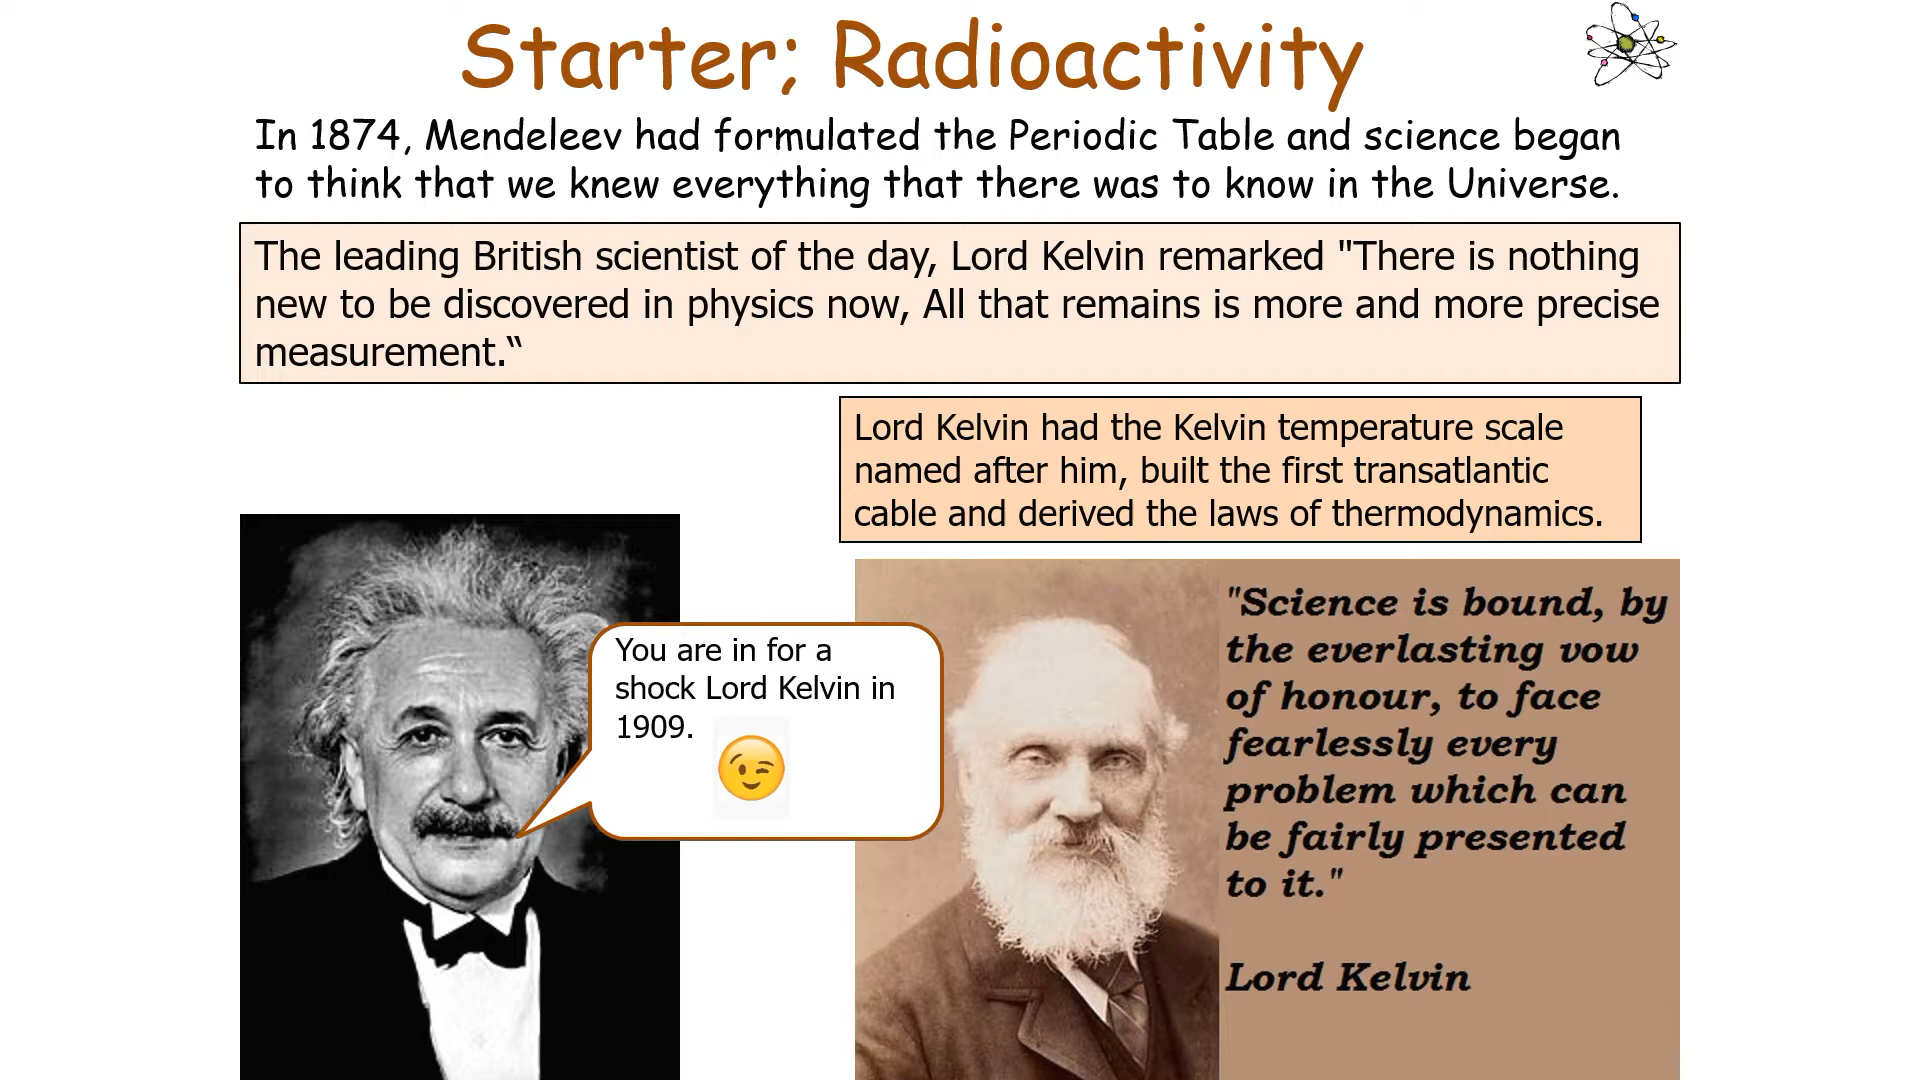 Starter; Radioactivity
In 1874, Mendeleev had formulated the Periodic Table and science began
to think that we knew everything that there was to know in the Universe.
The leading British scientist of the day, Lord Kelvin remarked "There is nothing
new to be discovered in physics now, All that remains is more and more precise
measurement.“
Lord Kelvin had the Kelvin temperature scale
named after him, built the first transatlantic
cable and derived the laws of thermodynamics.
You are in for a
shock Lord Kelvin in
1909.
"Science is bound, by
the everlasting vow
of honour, to face
fearlessly every
problem which can
be fairly presented
to it."
Lord Kelvin